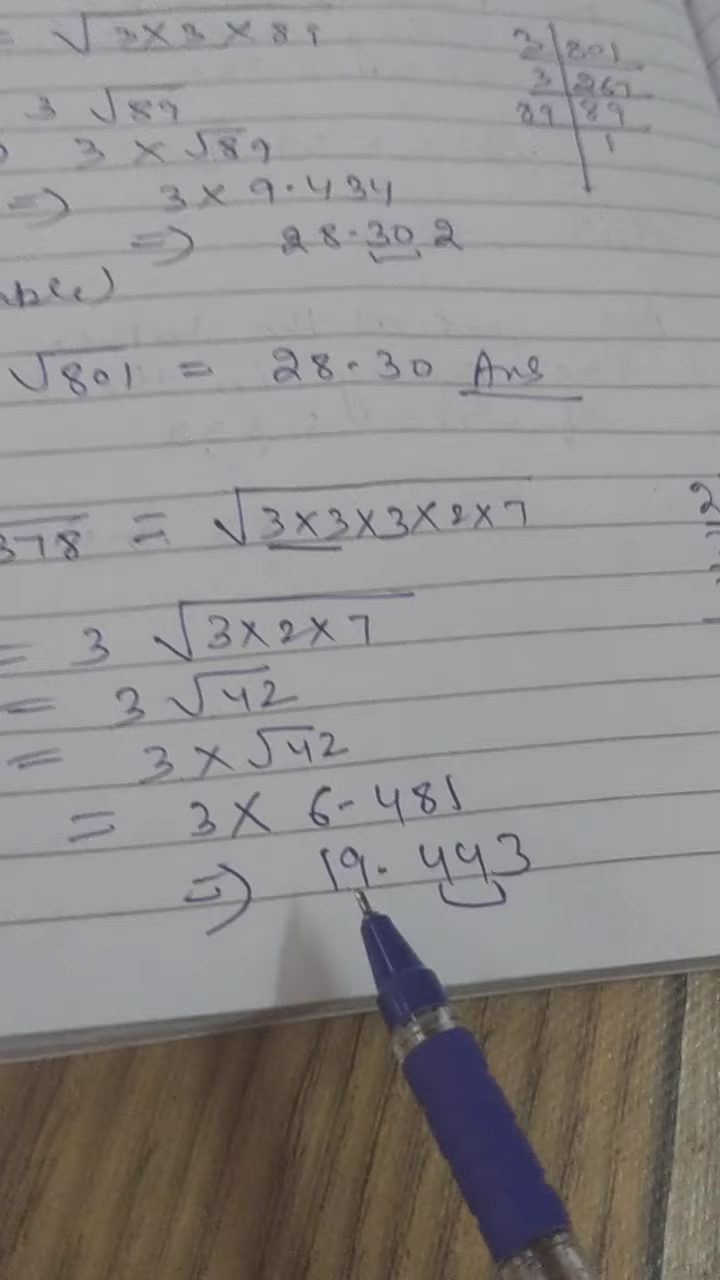 = √3×3×89
3 | 801
3 | 267
89 | 89
1
3 √89
3 × √89
=> 3 × 9.434
=> 28.302
√801 = 28.30 Ans
378 = √3×3×3×2×7
2
= 3 √3×2×7
= 3 √42
= 3 × √42
= 3 × 6.481
=> 19.443